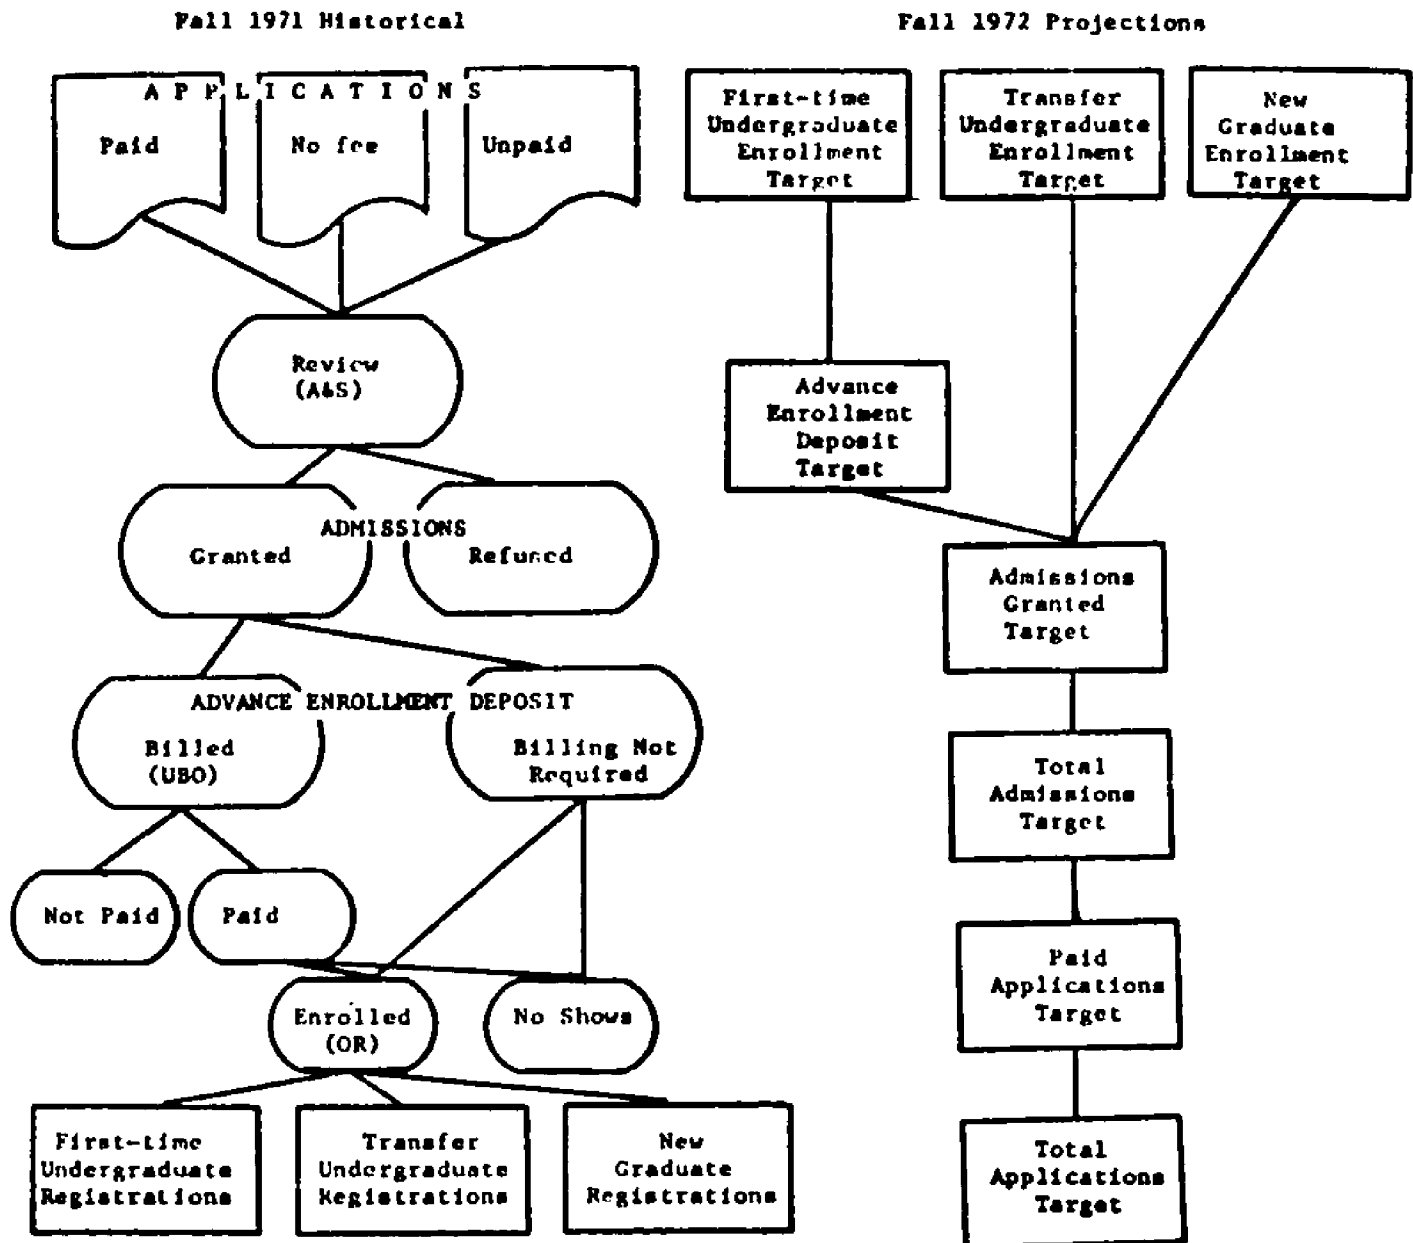 Fall 1971 Historical
APPLICATIONS
Paid
No fee
Unpaid
Review
(A&S)
ADMISSIONS
Granted
Refused
ADVANCE ENROLLMENT DEPOSIT
Billed
(UBO)
Billing Not
Required
Not Paid
Paid
Enrolled
(OR)
No Shows
First-time
Undergraduate
Registrations
Transfer
Undergraduate
Registrations
New
Graduate
Registrations
Fall 1972 Projections
First-time
Undergraduate
Enrollment
Target
Transfer
Undergraduate
Enrollment
Target
New
Graduate
Enrollment
Target
Advance
Enrollment
Deposit
Target
Admissions
Granted
Target
Total
Admissions
Target
Paid
Applications
Target
Total
Applications
Target